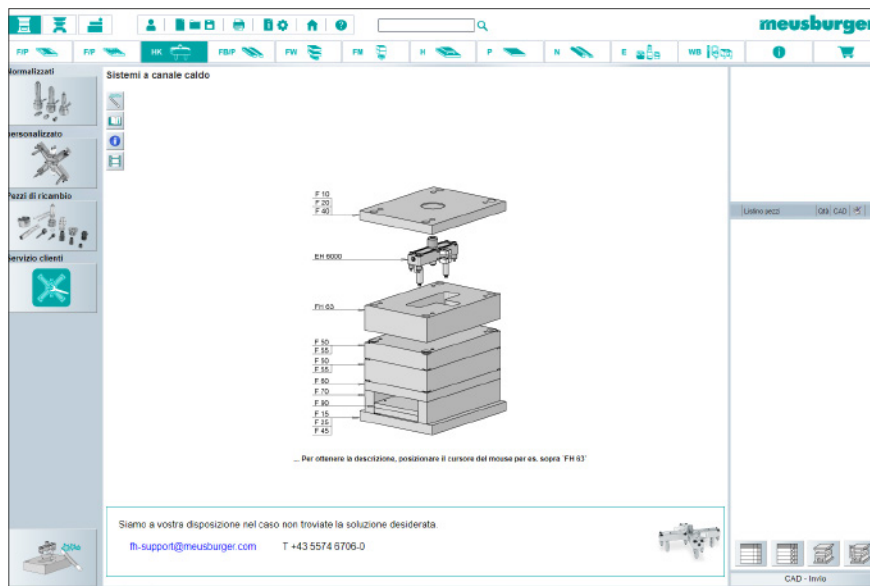 meusburger
F/P
F/P
HK
FB/P
FW
FM
H
P
N
E
WB
Normalizzati
personalizzato
Pezzi di ricambio
Servizio clienti
Sistemi a canale caldo
F 10
F 20
F 40
EH 6000
FH 63
F 50
F 55
F 50
F 55
F 60
F 70
F 90
F 15
F 25
F 45
... Per ottenere la descrizione, posizionare il cursore del mouse per es. sopra 'FH 63'
Siamo a vostra disposizione nel caso non troviate la soluzione desiderata.
fh-support@meusburger.com T +43 5574 6706-0
Listino pezzi Qtà CAD
CAD - Invio